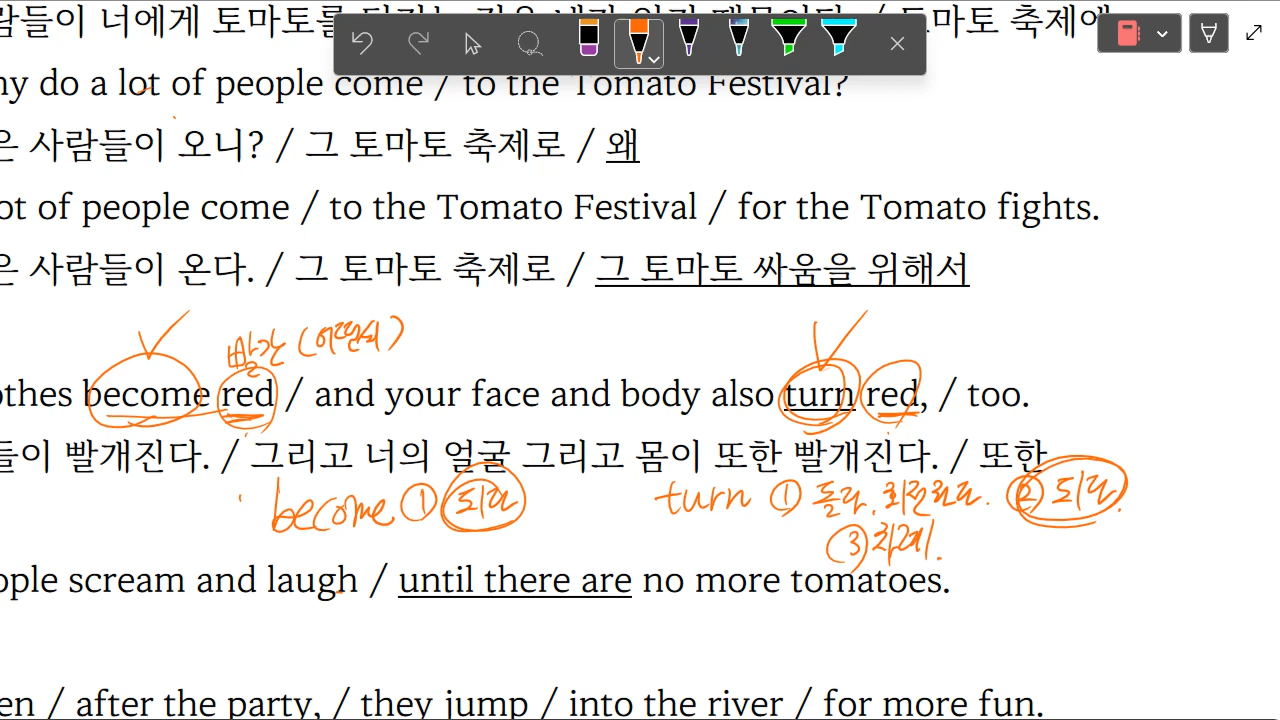 람들이 너에게 토마토를 토마토 축제에
hy do a lot of people come / to the Tomato Festival?
은 사람들이 오니? / 그 토마토 축제로 / 왜
ot of people come / to the Tomato Festival / for the Tomato fights.
은 사람들이 온다. / 그 토마토 축제로 / 그 토마토 싸움을 위해서
빨간 (어떤상태)
othes become red / and your face and body also turn red, / too.
들이 빨개진다. / 그리고 너의 얼굴 그리고 몸이 또한 빨개진다. / 또한
become ① 되다 turn ① 돌다, 회전하다. ② 되다.
③ 차례.
ople scream and laugh / until there are no more tomatoes.
en / after the party, / they jump / into the river / for more fun.